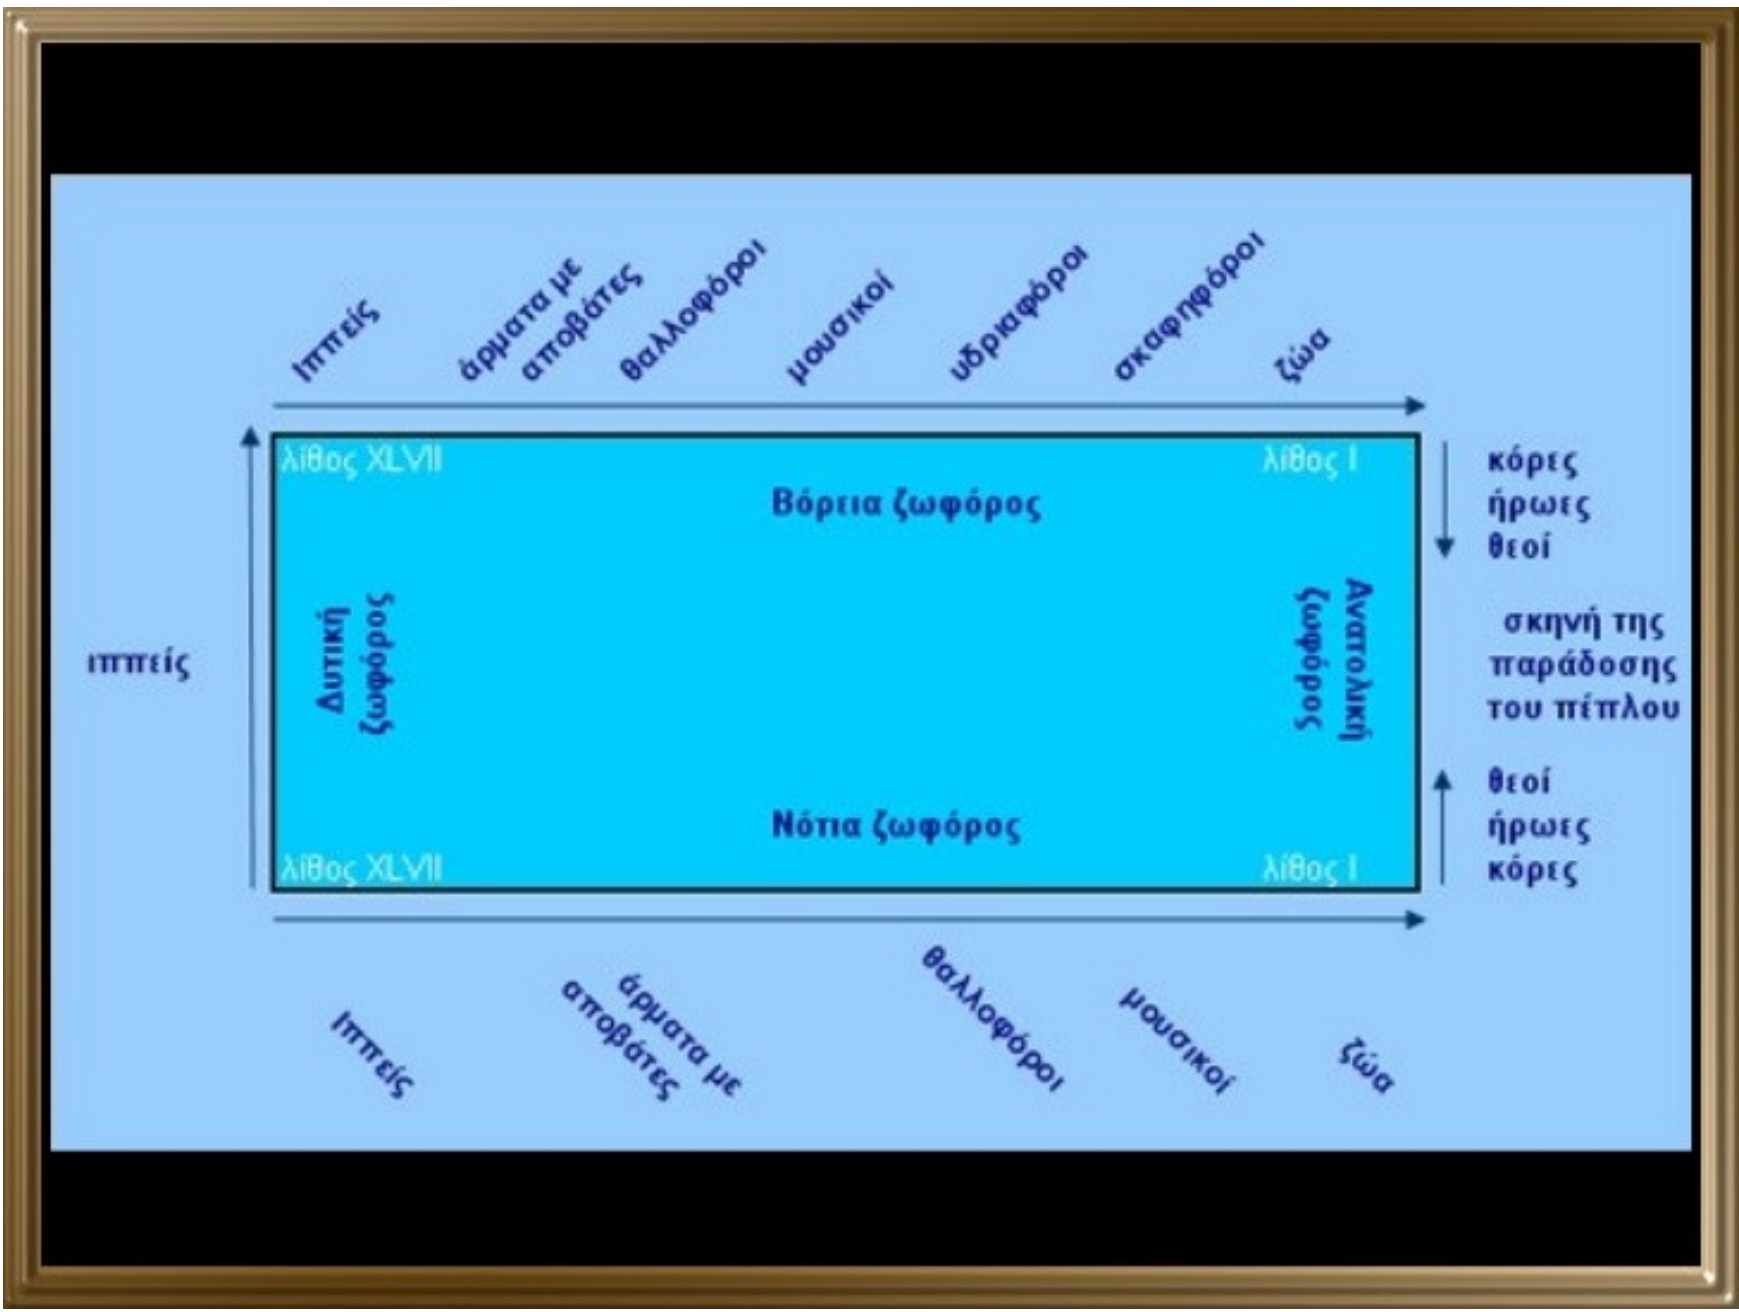 Ιππείς
άρματα με
αποβάτες
θαλλοφόροι
μουσικοί
υδριαφόροι
σκαφηφόροι
ζώα
λίθος XLVII
λίθος I
Βόρεια ζωφόρος
κόρες
ήρωες
θεοί
ιππείς
Δυτική
ζωφόρος
Ανατολική
ζωφόρος
σκηνή της
παράδοσης
του πέπλου
Νότια ζωφόρος
θεοί
ήρωες
κόρες
λίθος XLVII
λίθος I
Ιππείς
άρματα με
αποβάτες
θαλλοφόροι
μουσικοί
ζώα